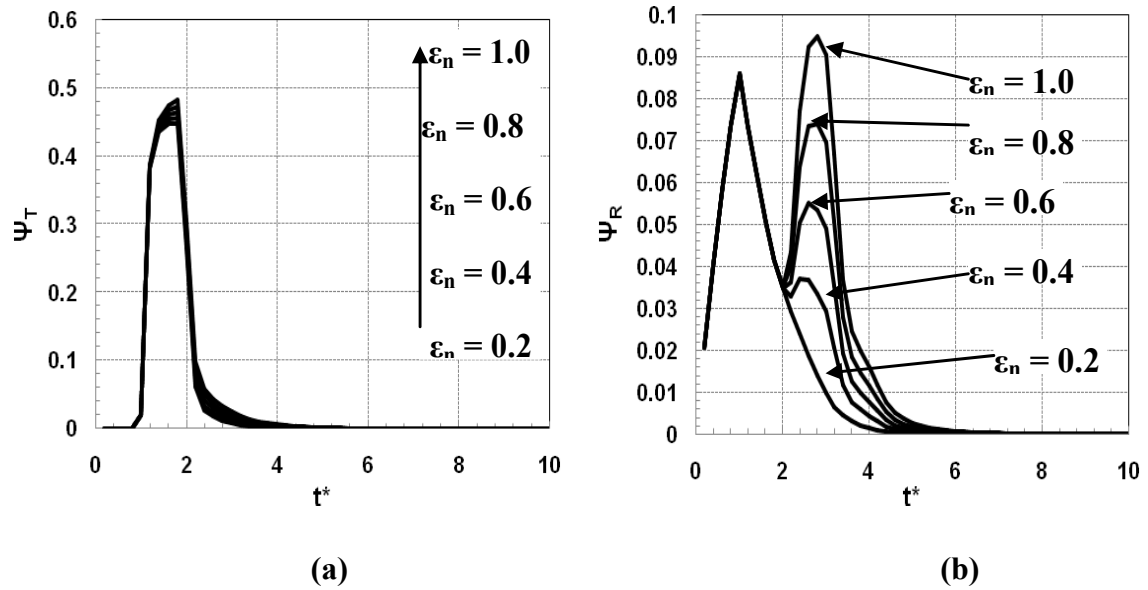 0.6
0.5
0.4
0.3
0.2
0.1
0
Ψ_T
εₙ = 1.0
εₙ = 0.8
εₙ = 0.6
εₙ = 0.4
εₙ = 0.2
0 2 4 6 8 10
t*
(a)
0.1
0.09
0.08
0.07
0.06
0.05
0.04
0.03
0.02
0.01
0
Ψ_R
εₙ = 1.0
εₙ = 0.8
εₙ = 0.6
εₙ = 0.4
εₙ = 0.2
0 2 4 6 8 10
t*
(b)